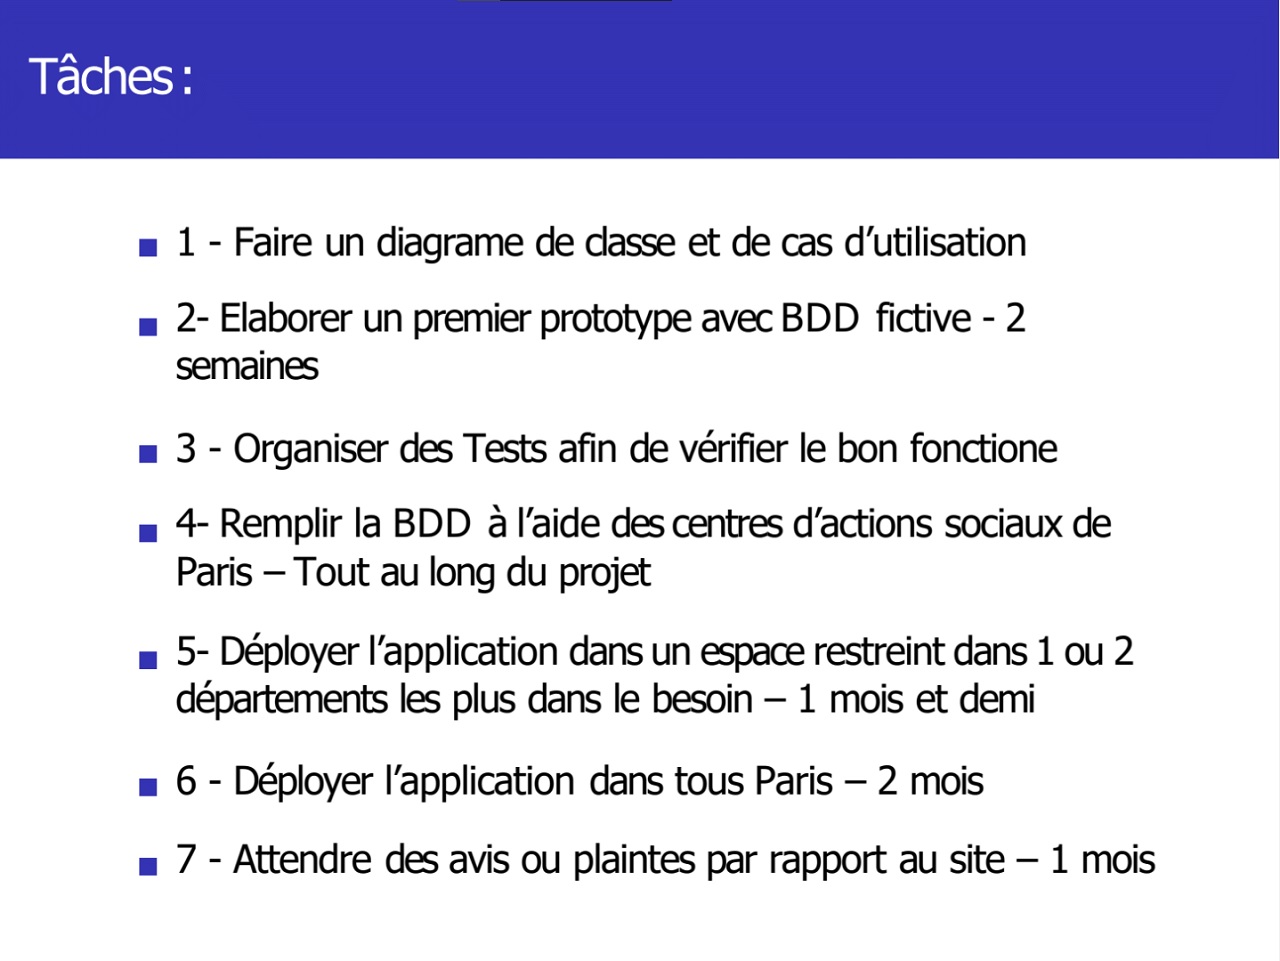 Tâches :
1 - Faire un diagrame de classe et de cas d’utilisation
2- Elaborer un premier prototype avec BDD fictive - 2
semaines
3 - Organiser des Tests afin de vérifier le bon fonctione
4- Remplir la BDD à l’aide des centres d’actions sociaux de
Paris – Tout au long du projet
5- Déployer l’application dans un espace restreint dans 1 ou 2
départements les plus dans le besoin – 1 mois et demi
6 - Déployer l’application dans tous Paris – 2 mois
7 - Attendre des avis ou plaintes par rapport au site – 1 mois